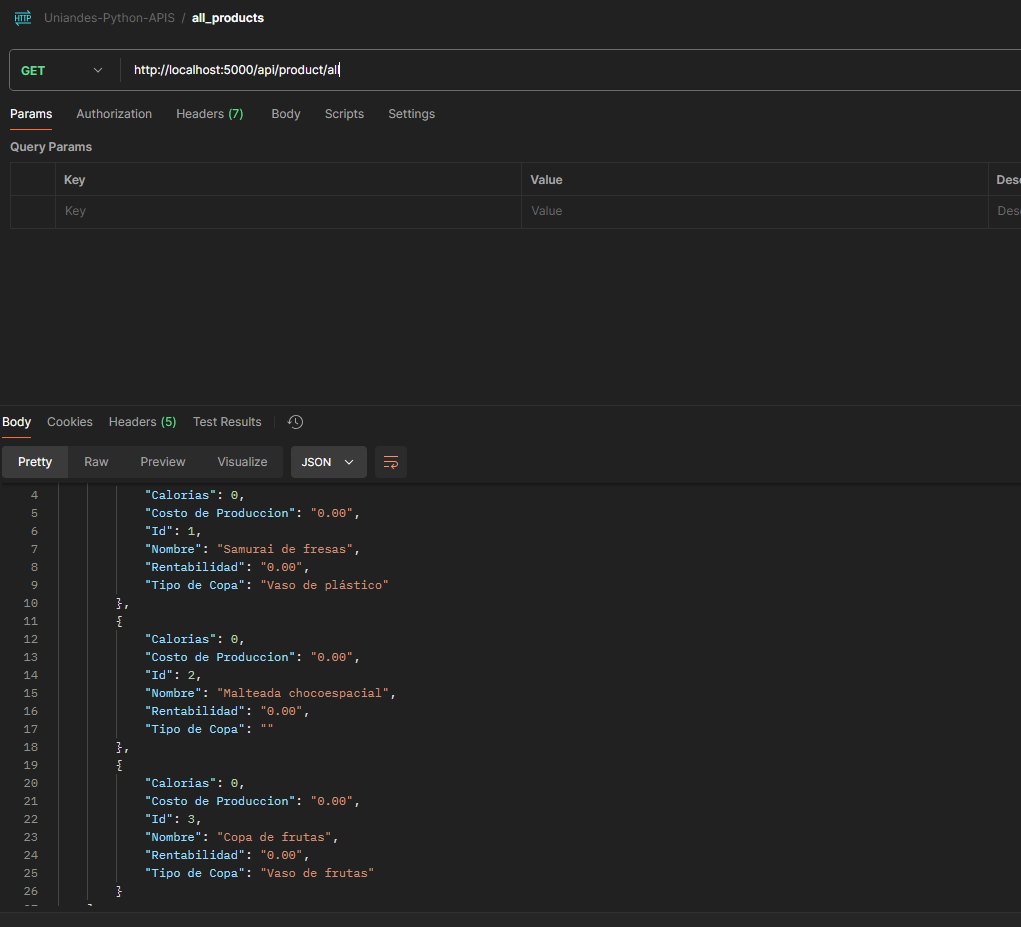 HTTP Uniandes-Python-APIS / all_products
GET http://localhost:5000/api/product/all
Params Authorization Headers (7) Body Scripts Settings
Query Params
Key Value
Key Value
Body Cookies Headers (5) Test Results
Pretty Raw Preview Visualize JSON
4 "Calorias": 0,
5 "Costo de Produccion": "0.00",
6 "Id": 1,
7 "Nombre": "Samurai de fresas",
8 "Rentabilidad": "0.00",
9 "Tipo de Copa": "Vaso de plástico"
10 },
11 {
12 "Calorias": 0,
13 "Costo de Produccion": "0.00",
14 "Id": 2,
15 "Nombre": "Malteada chocoespacial",
16 "Rentabilidad": "0.00",
17 "Tipo de Copa": ""
18 },
19 {
20 "Calorias": 0,
21 "Costo de Produccion": "0.00",
22 "Id": 3,
23 "Nombre": "Copa de frutas",
24 "Rentabilidad": "0.00",
25 "Tipo de Copa": "Vaso de frutas"
26 }